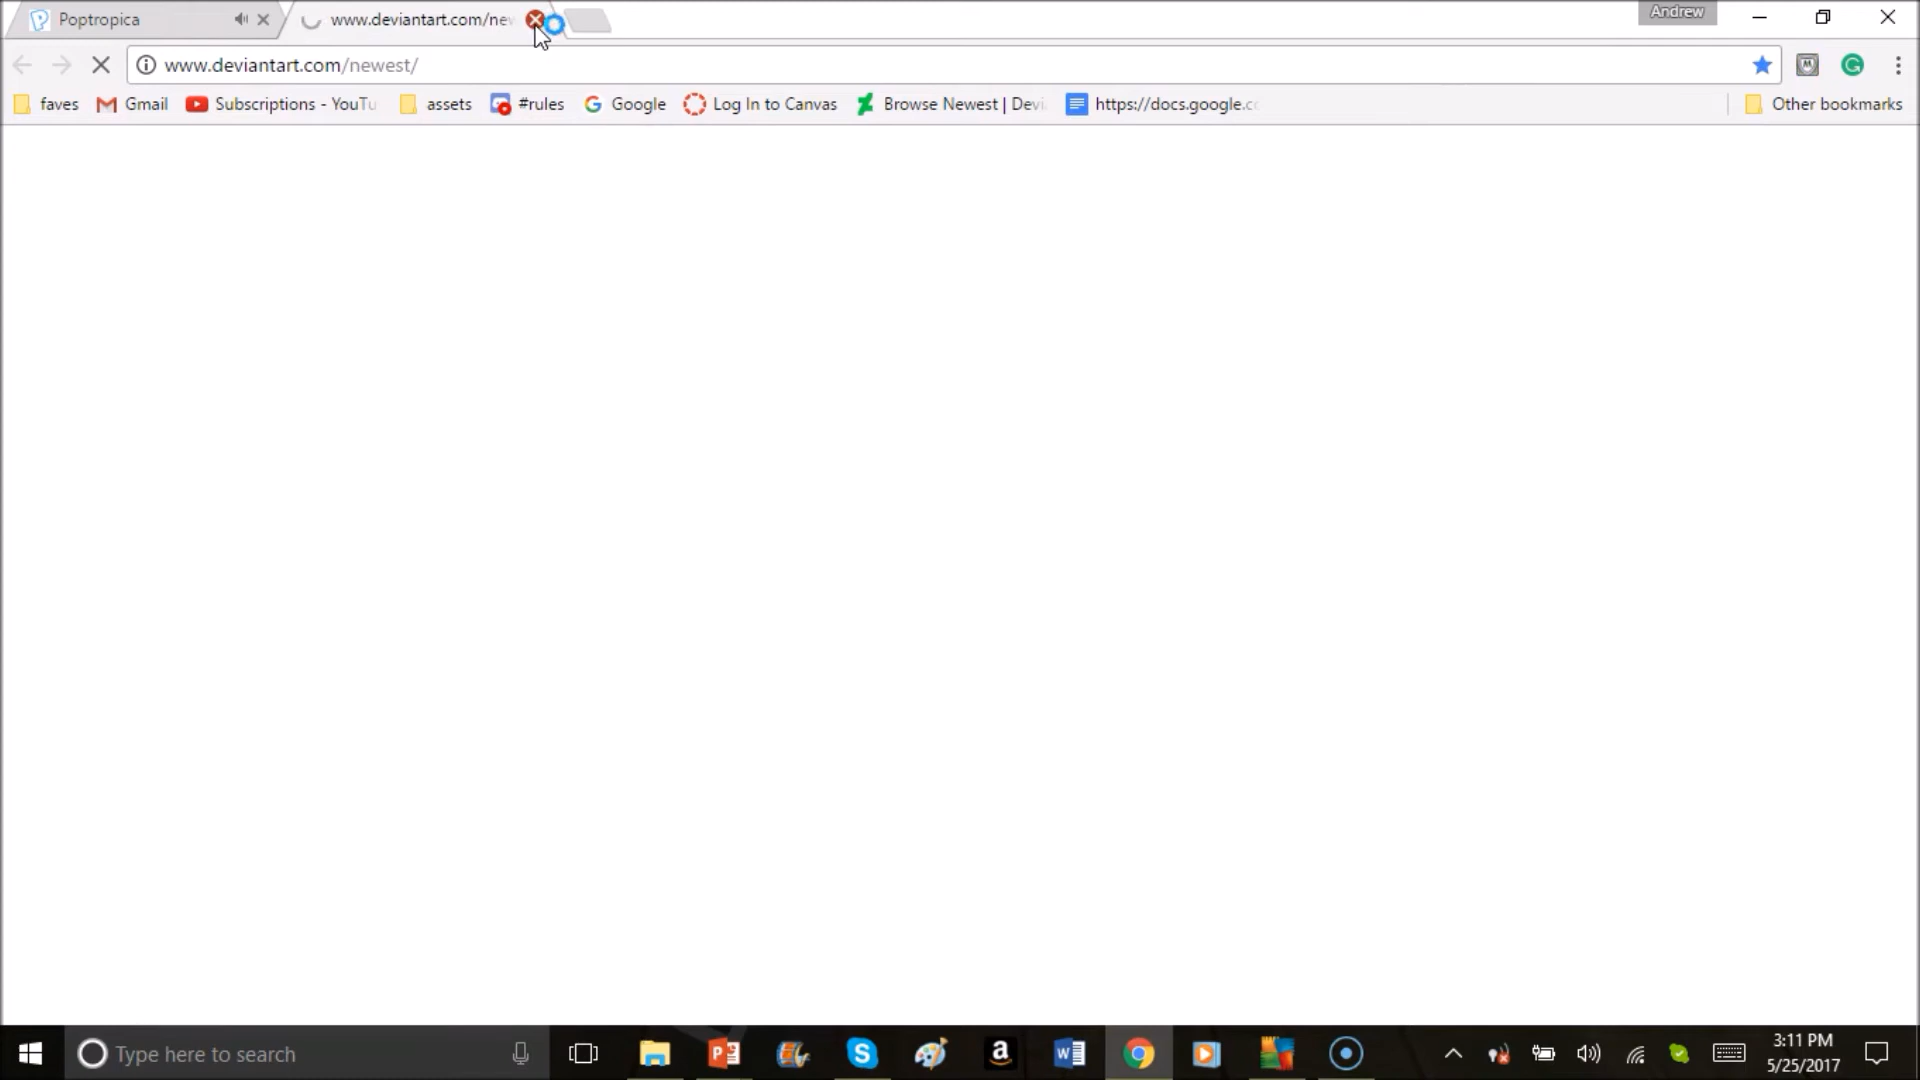 Poptropica www.deviantart.com/new Andrew
www.deviantart.com/newest/
faves Gmail Subscriptions - YouTu assets #rules Google Log In to Canvas Browse Newest | Devi https://docs.google.co Other bookmarks
Type here to search
3:11 PM
5/25/2017